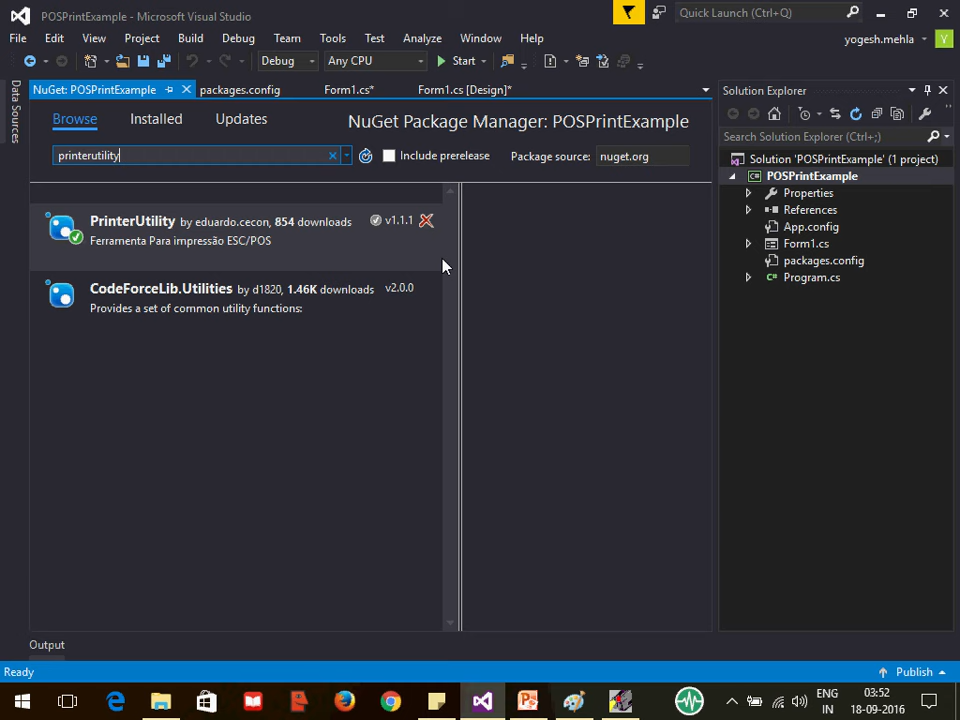 POSPrintExample - Microsoft Visual Studio
Quick Launch (Ctrl+Q)
File Edit View Project Build Debug Team Tools Test Analyze Window Help
yogesh.mehla Y
Debug Any CPU Start
Data Sources
NuGet: POSPrintExample packages.config Form1.cs* Form1.cs [Design]*
Browse Installed Updates
NuGet Package Manager: POSPrintExample
printerutility
Include prerelease
Package source: nuget.org
PrinterUtility by eduardo.cecon, 854 downloads v1.1.1
Ferramenta Para impressão ESC/POS
CodeForceLib.Utilities by d1820, 1.46K downloads v2.0.0
Provides a set of common utility functions:
Solution Explorer
Search Solution Explorer (Ctrl+;)
Solution 'POSPrintExample' (1 project)
C# POSPrintExample
Properties
References
App.config
C# Form1.cs
packages.config
C# Program.cs
Output
Ready
Publish
ENG
IN
03:52
18-09-2016